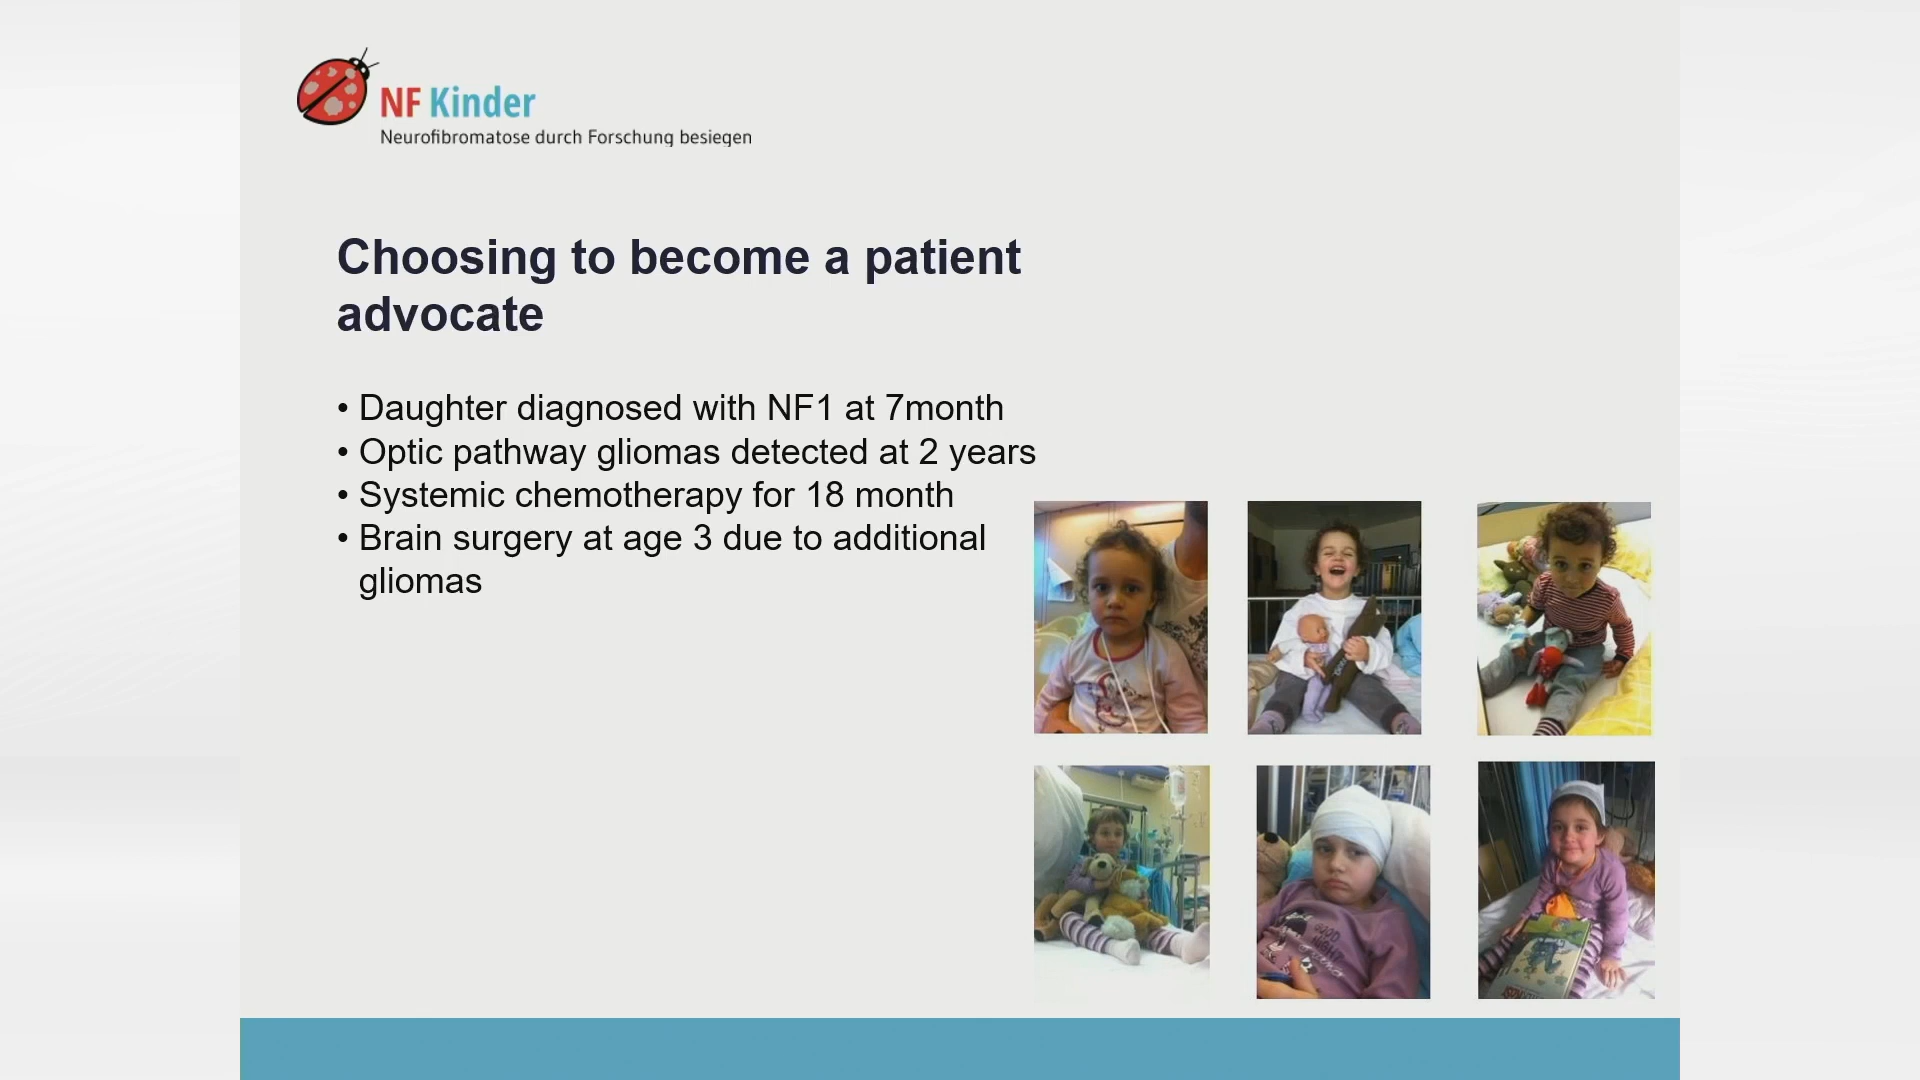 NF Kinder
Neurofibromatose durch Forschung besiegen
Choosing to become a patient
advocate
• Daughter diagnosed with NF1 at 7month
• Optic pathway gliomas detected at 2 years
• Systemic chemotherapy for 18 month
• Brain surgery at age 3 due to additional
gliomas
GOOD
NIGHT